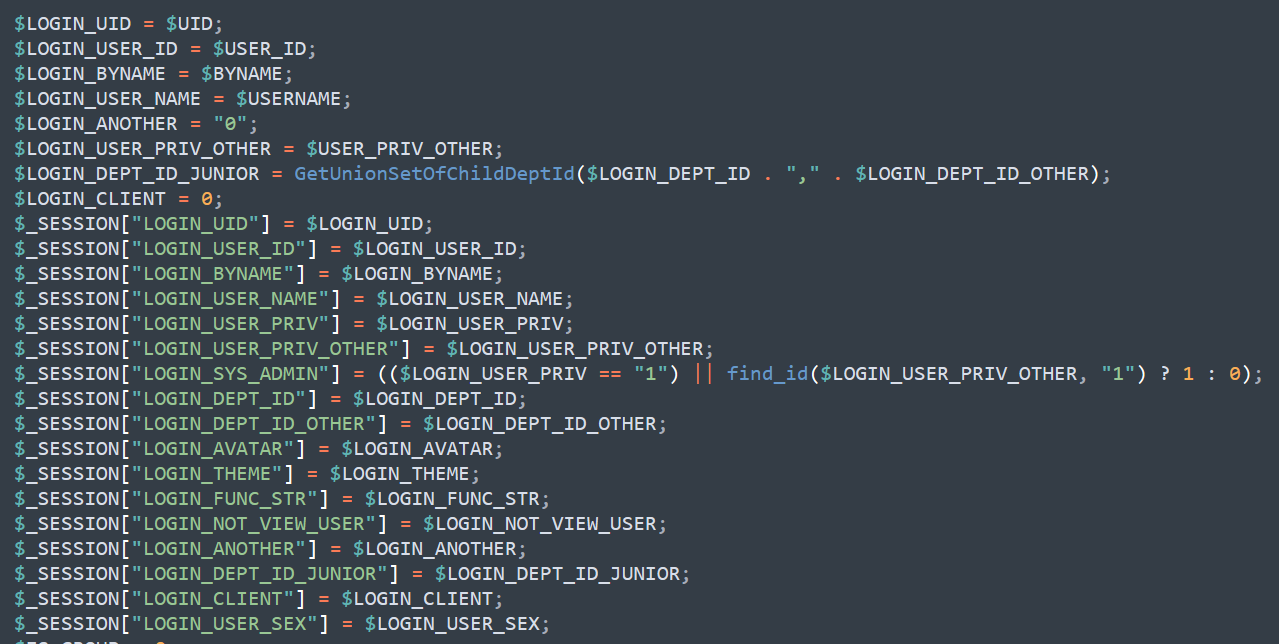 $LOGIN_UID = $UID;
$LOGIN_USER_ID = $USER_ID;
$LOGIN_BYNAME = $BYNAME;
$LOGIN_USER_NAME = $USERNAME;
$LOGIN_ANOTHER = "0";
$LOGIN_USER_PRIV_OTHER = $USER_PRIV_OTHER;
$LOGIN_DEPT_ID_JUNIOR = GetUnionSetOfChildDeptId($LOGIN_DEPT_ID . "," . $LOGIN_DEPT_ID_OTHER);
$LOGIN_CLIENT = 0;
$_SESSION["LOGIN_UID"] = $LOGIN_UID;
$_SESSION["LOGIN_USER_ID"] = $LOGIN_USER_ID;
$_SESSION["LOGIN_BYNAME"] = $LOGIN_BYNAME;
$_SESSION["LOGIN_USER_NAME"] = $LOGIN_USER_NAME;
$_SESSION["LOGIN_USER_PRIV"] = $LOGIN_USER_PRIV;
$_SESSION["LOGIN_USER_PRIV_OTHER"] = $LOGIN_USER_PRIV_OTHER;
$_SESSION["LOGIN_SYS_ADMIN"] = (($LOGIN_USER_PRIV == "1") || find_id($LOGIN_USER_PRIV_OTHER, "1") ? 1 : 0);
$_SESSION["LOGIN_DEPT_ID"] = $LOGIN_DEPT_ID;
$_SESSION["LOGIN_DEPT_ID_OTHER"] = $LOGIN_DEPT_ID_OTHER;
$_SESSION["LOGIN_AVATAR"] = $LOGIN_AVATAR;
$_SESSION["LOGIN_THEME"] = $LOGIN_THEME;
$_SESSION["LOGIN_FUNC_STR"] = $LOGIN_FUNC_STR;
$_SESSION["LOGIN_NOT_VIEW_USER"] = $LOGIN_NOT_VIEW_USER;
$_SESSION["LOGIN_ANOTHER"] = $LOGIN_ANOTHER;
$_SESSION["LOGIN_DEPT_ID_JUNIOR"] = $LOGIN_DEPT_ID_JUNIOR;
$_SESSION["LOGIN_CLIENT"] = $LOGIN_CLIENT;
$_SESSION["LOGIN_USER_SEX"] = $LOGIN_USER_SEX;